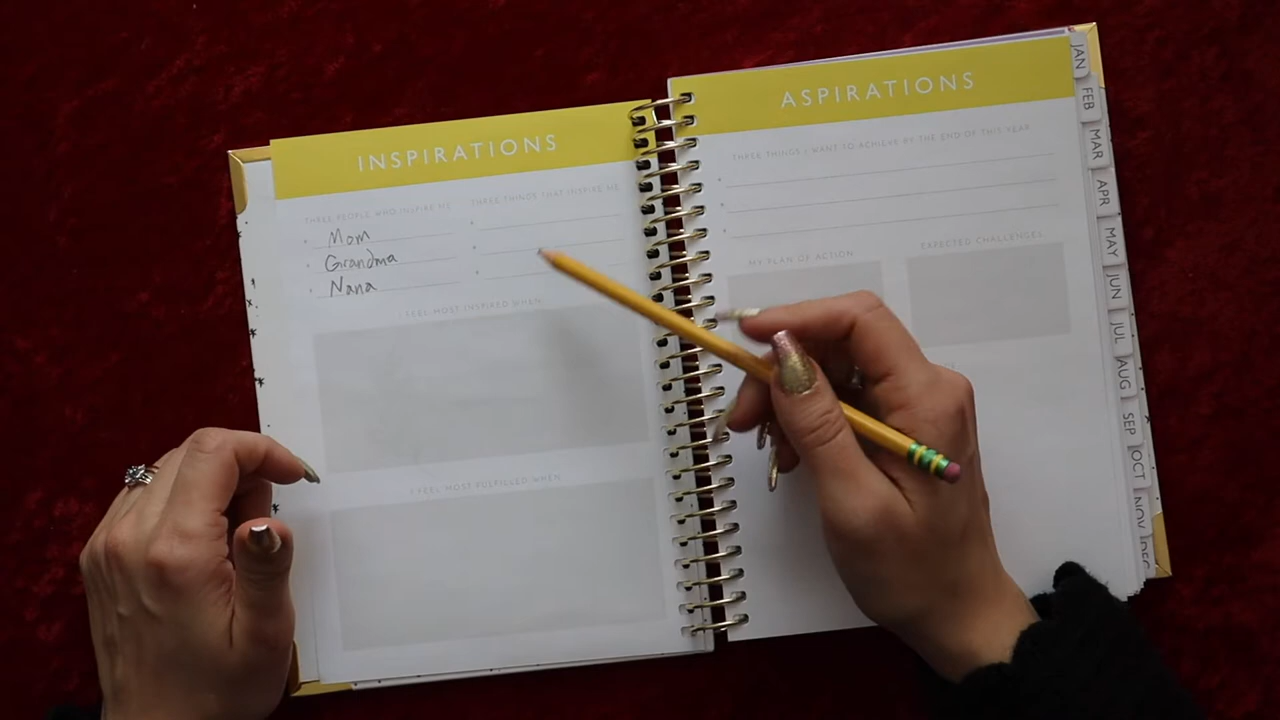 INSPIRATIONS
THREE PEOPLE WHO INSPIRE ME
Mom
Grandma
Nana
THREE THINGS THAT INSPIRE ME
I FEEL MOST INSPIRED WHEN
I FEEL MOST FULFILLED WHEN
ASPIRATIONS
THREE THINGS I WANT TO ACHIEVE BY THE END OF THIS YEAR
MY PLAN OF ACTION
EXPECTED CHALLENGES
JAN
FEB
MAR
APR
MAY
JUN
JUL
AUG
SEP
OCT
NOV
DEC